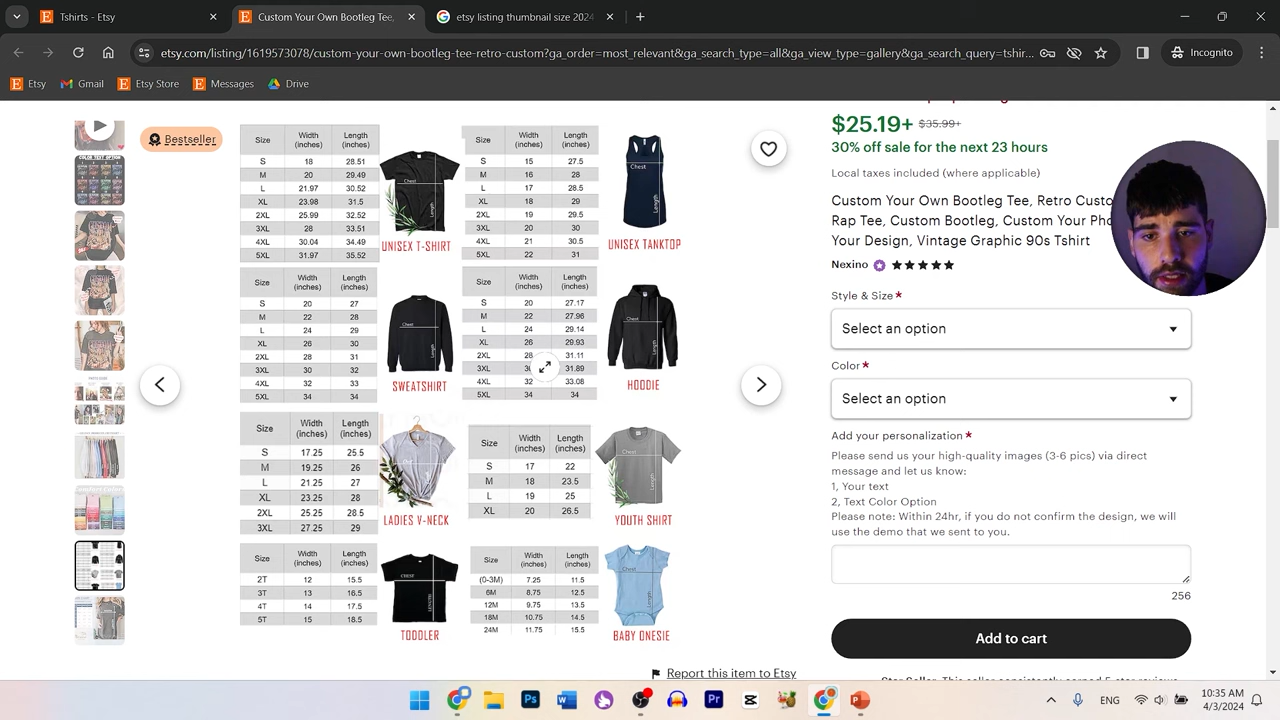 Tshirts - Etsy
Custom Your Own Bootleg Tee,
etsy listing thumbnail size 2024
etsy.com/listing/1619573078/custom-your-own-bootleg-tee-retro-custom?ga_order=most_relevant&ga_search_type=all&ga_view_type=gallery&ga_search_query=tshir...
Incognito
Etsy
Gmail
Etsy Store
Messages
Drive
Bestseller
Size Width (inches) Length (inches)
S 18 28.51
M 20 29.49
L 21.97 30.52
XL 23.98 31.5
2XL 25.99 32.52
3XL 33.51
4XL 30.04 34.49
5XL 31.97 35.52
Chest
Length
UNISEX T-SHIRT
Size Width (inches) Length (inches)
S 15 27.5
M 16 28
L 17 28.5
XL 18 29
2XL 19 29.5
3XL 20 30
4XL 21 30.5
5XL 22 31
Chest
Length
UNISEX TANKTOP
Size Width (inches) Length (inches)
S 20 27
M 22 28
L 24 29
XL 26 30
2XL 28 31
3XL 30 32
4XL 32 33
5XL 34 34
Chest
Length
SWEATSHIRT
Size Width (inches) Length (inches)
S 20 27.17
M 22 27.96
L 24 29.14
XL 26 29.93
2XL 28 31.11
3XL 31.89
4XL 32 33.08
5XL 34 34
Chest
Length
HOODIE
Size Width (inches) Length (inches)
S 17.25 25.5
M 19.25 26
L 21.25 27
XL 23.25 28
2XL 25.25 28.5
3XL 27.25 29
Chest
Length
LADIES V-NECK
Size Width (inches) Length (inches)
S 17 22
M 18 23.5
L 19 25
XL 20 26.5
Chest
Length
YOUTH SHIRT
Size Width (inches) Length (inches)
2T 12 15.5
3T 13 16.5
4T 14 17.5
5T 15 18.5
CHEST
LENGTH
TODDLER
Size Width (inches) Length (inches)
(0-3M) 7.25 11.5
6M 8.75 12.5
12M 9.75 13.5
18M 10.75 14.5
24M 11.75 15.5
Chest
Length
BABY ONESIE
Report this item to Etsy
$25.19+ $35.99+
30% off sale for the next 23 hours
Local taxes included (where applicable)
Custom Your Own Bootleg Tee, Retro Custo
Rap Tee, Custom Bootleg, Custom Your Pho
Your Design, Vintage Graphic 90s Tshirt
Nexino
Style & Size*
Select an option
Color*
Select an option
Add your personalization *
Please send us your high-quality images (3-6 pics) via direct
message and let us know:
1, Your text
2, Text Color Option
Please note: Within 24hr, if you do not confirm the design, we will
use the demo that we sent to you.
256
Add to cart
ENG
10:35 AM
4/3/2024